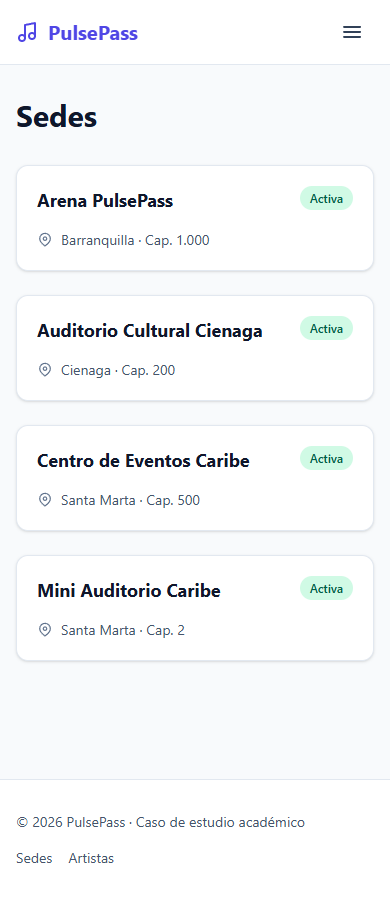 PulsePass
Sedes
Arena PulsePass
Activa
Barranquilla · Cap. 1.000
Auditorio Cultural Cienaga
Activa
Cienaga · Cap. 200
Centro de Eventos Caribe
Activa
Santa Marta · Cap. 500
Mini Auditorio Caribe
Activa
Santa Marta · Cap. 2
© 2026 PulsePass · Caso de estudio académico
Sedes Artistas